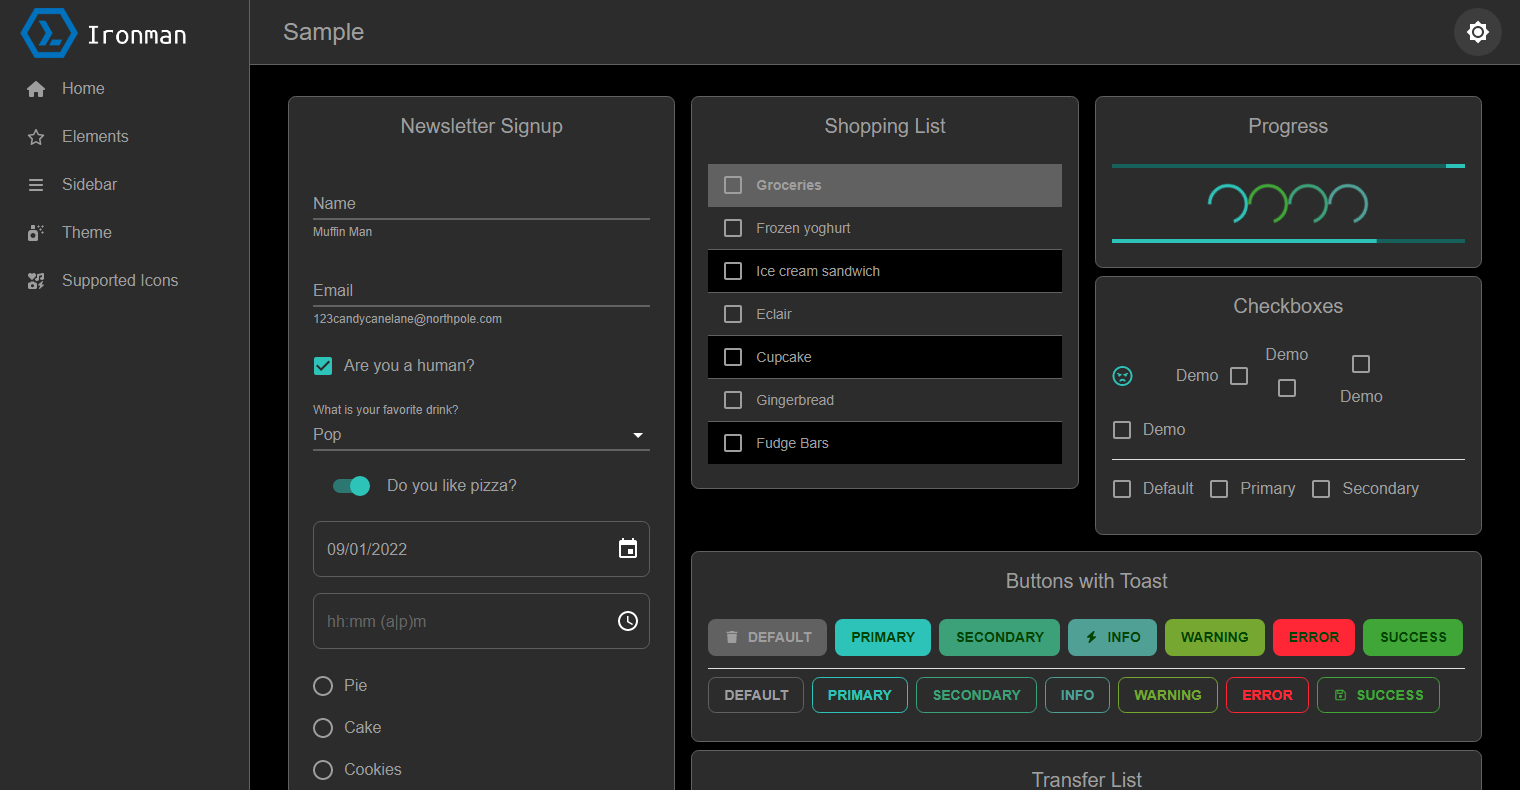 Ironman
Home
Elements
Sidebar
Theme
Supported Icons
Sample
Newsletter Signup
Name
Muffin Man
Email
123candycanelane@northpole.com
Are you a human?
What is your favorite drink?
Pop
Do you like pizza?
09/01/2022
hh:mm (a|p)m
Pie
Cake
Cookies
Shopping List
Groceries
Frozen yoghurt
Ice cream sandwich
Eclair
Cupcake
Gingerbread
Fudge Bars
Progress
Checkboxes
Demo
Demo
Demo
Demo
Default Primary Secondary
Buttons with Toast
DEFAULT PRIMARY SECONDARY INFO WARNING ERROR SUCCESS
DEFAULT PRIMARY SECONDARY INFO WARNING ERROR SUCCESS
Transfer List